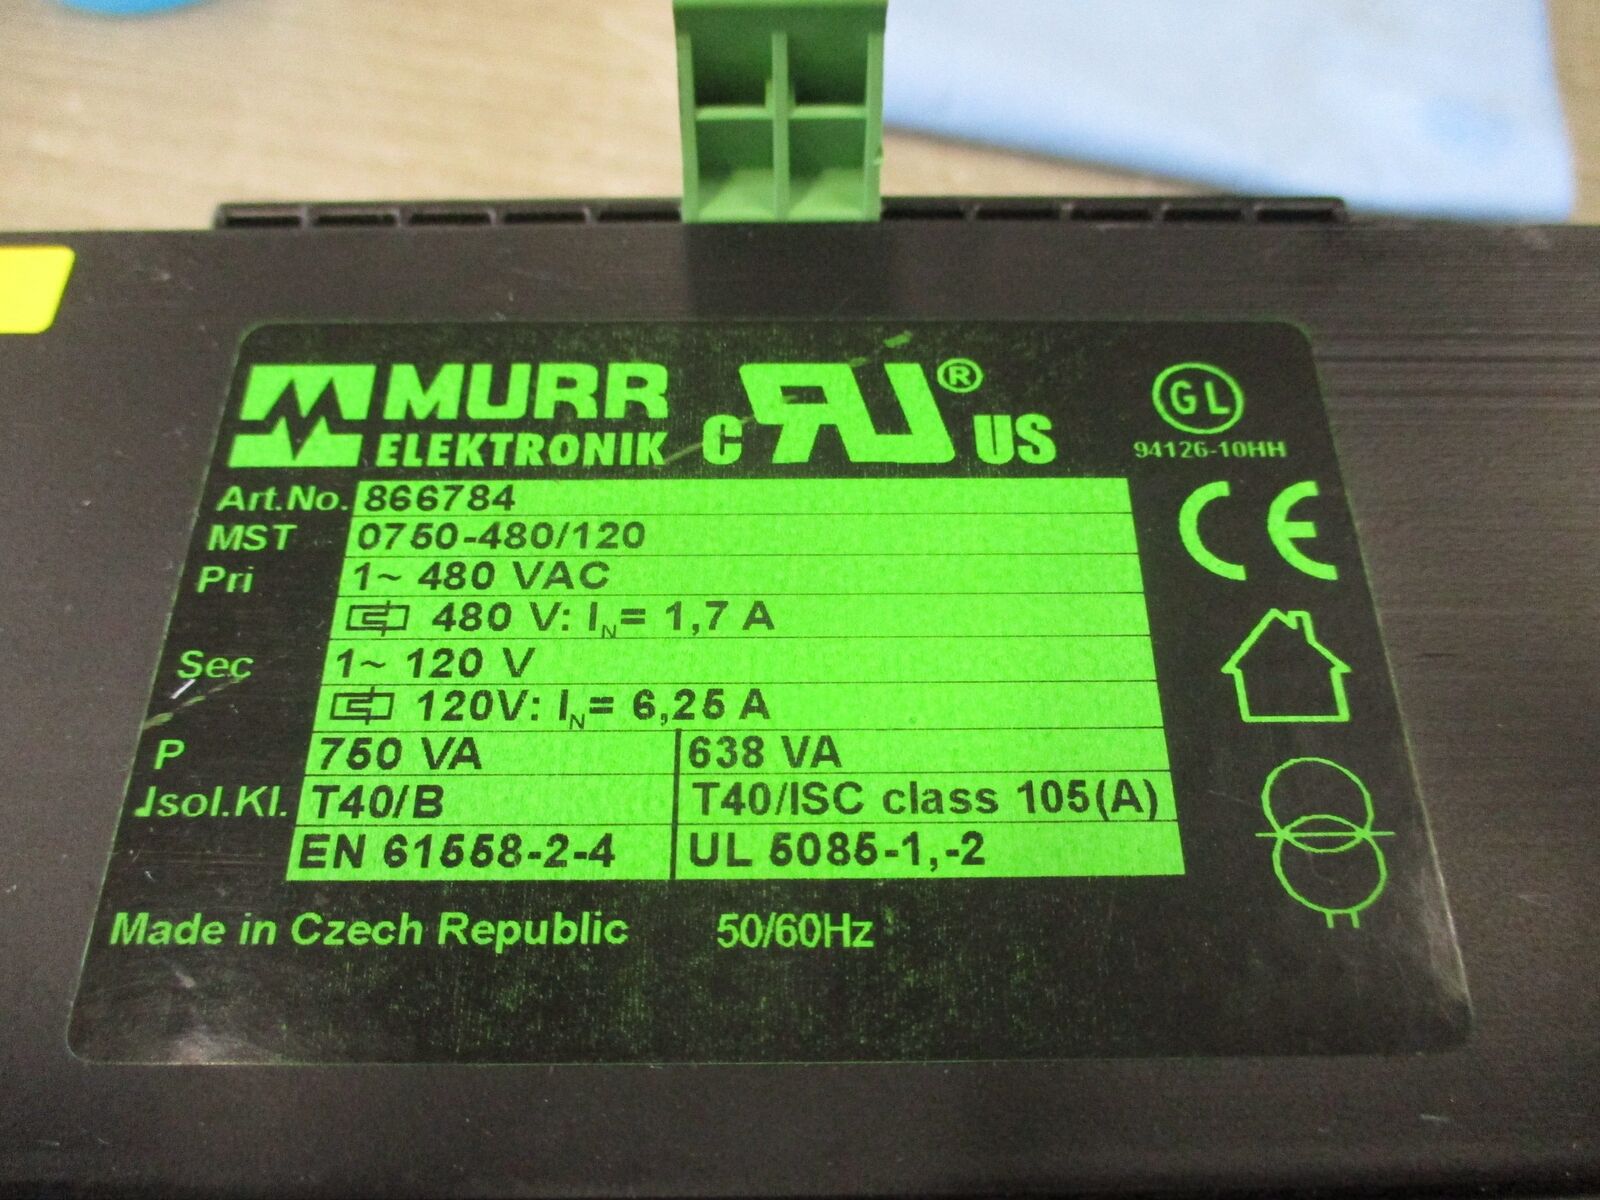 MURR
ELEKTRONIK
c RU ® US
GL
94126-10HH
Art.No. 866784
MST 0750-480/120
CE
Pri 1~ 480 VAC
480 V: IN= 1,7 A
Sec 1~ 120 V
120V: IN= 6,25 A
P 750 VA 638 VA
Isol.Kl. T40/B T40/ISC class 105(A)
EN 61558-2-4 UL 5085-1,-2
Made in Czech Republic 50/60Hz